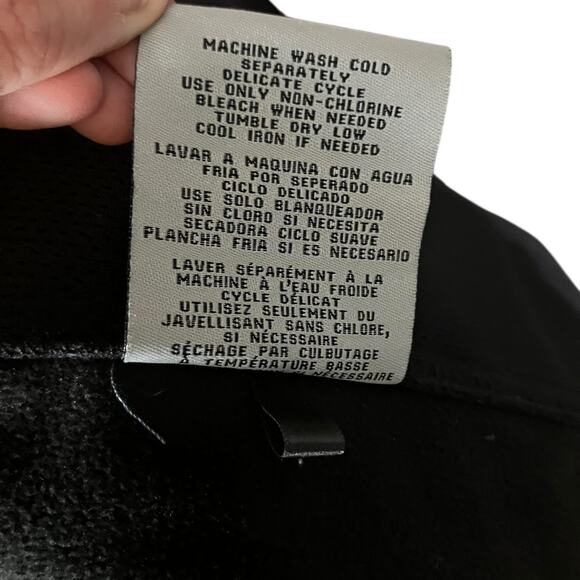 MACHINE WASH COLD
SEPARATELY
DELICATE CYCLE
USE ONLY NON-CHLORINE
BLEACH WHEN NEEDED
TUMBLE DRY LOW
COOL IRON IF NEEDED
LAVAR A MAQUINA CON AGUA
FRIA POR SEPERADO
CICLO DELICADO
USE SOLO BLANQUEADOR
SIN CLORO SI NECESITA
SECADORA CICLO SUAVE
PLANCHA FRIA SI ES NECESARIO
LAVER SÉPARÉMENT À LA
MACHINE À L'EAU FROIDE
CYCLE DÉLICAT
UTILISEZ SEULEMENT DU
JAVELLISANT SANS CHLORE,
SI NÉCESSAIRE
SÉCHAGE PAR CULBUTAGE
À TEMPÉRATURE BASSE
NÉCESSAIRE